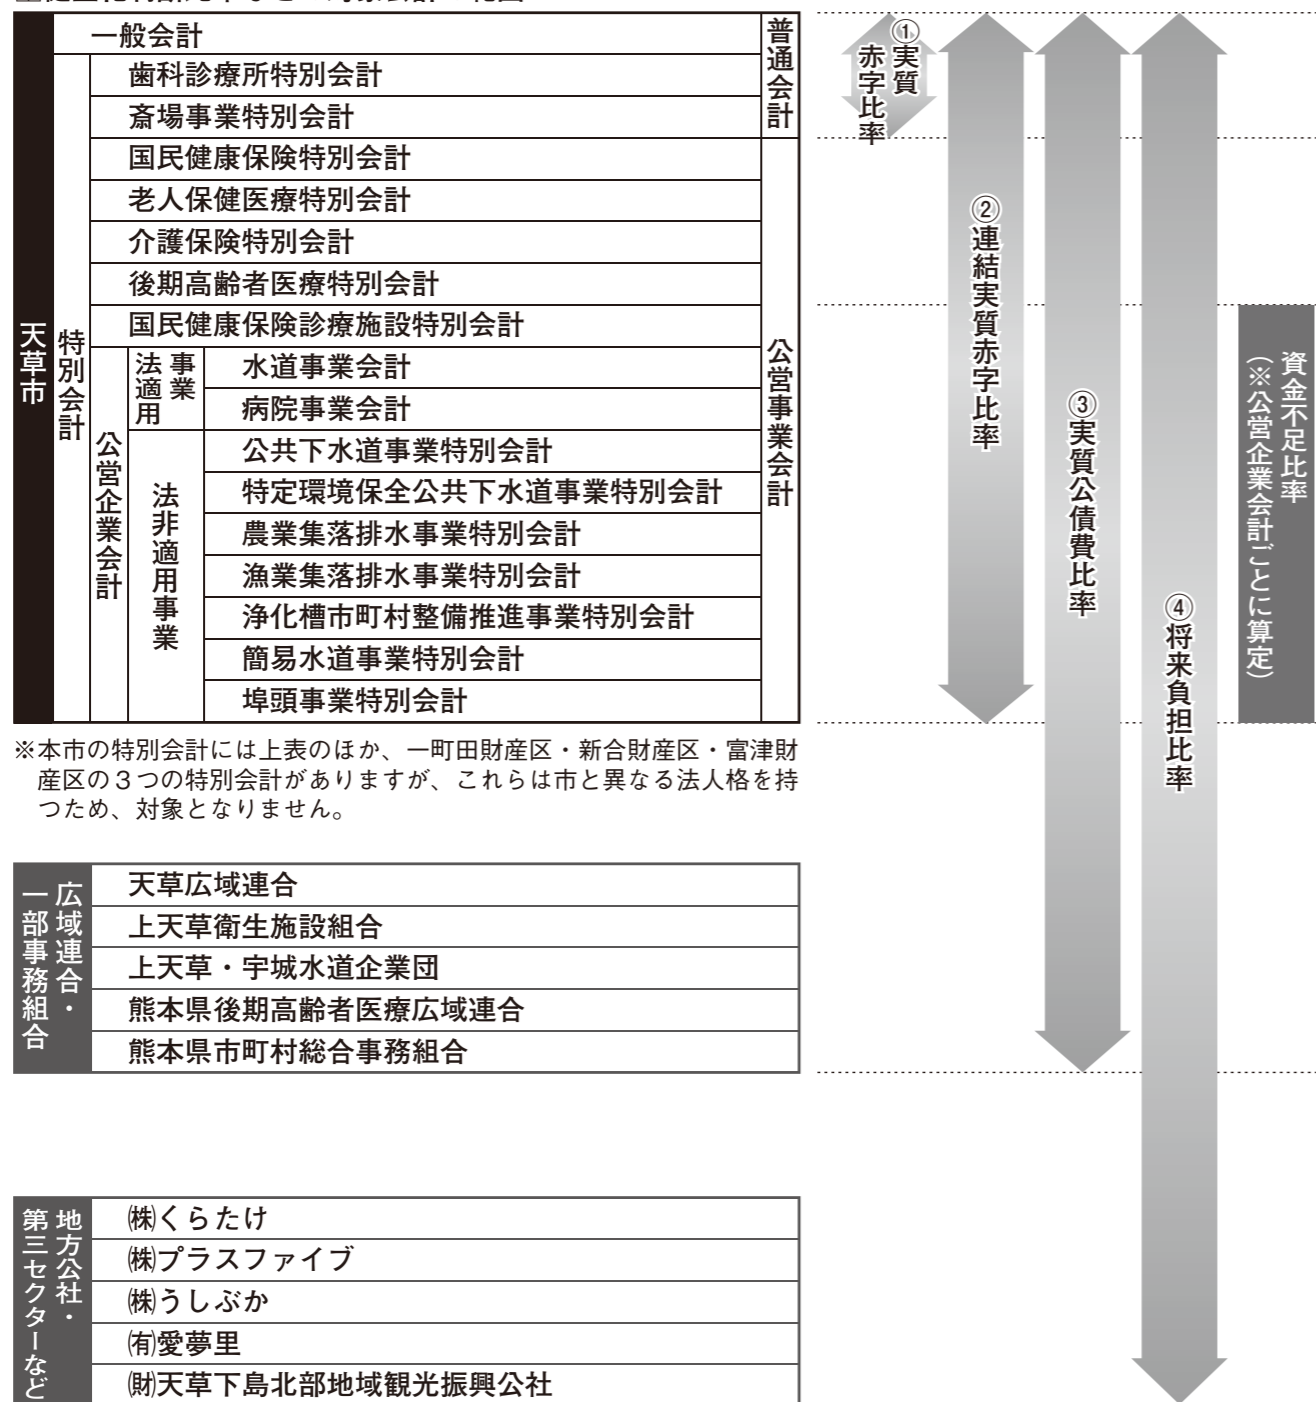 天草市
特別会計
一般会計
普通会計
歯科診療所特別会計
斎場事業特別会計
国民健康保険特別会計
老人保健医療特別会計
介護保険特別会計
後期高齢者医療特別会計
国民健康保険診療施設特別会計
公営事業会計
公営企業会計
法適用事業
水道事業会計
病院事業会計
法非適用事業
公共下水道事業特別会計
特定環境保全公共下水道事業特別会計
農業集落排水事業特別会計
漁業集落排水事業特別会計
浄化槽市町村整備推進事業特別会計
簡易水道事業特別会計
埠頭事業特別会計
①実質
赤字比率
②連結実質赤字比率
③実質公債費比率
④将来負担比率
資金不足比率
(※公営企業会計ごとに算定)
※本市の特別会計には上表のほか、一町田財産区・新合財産区・富津財
産区の3つの特別会計がありますが、これらは市と異なる法人格を持
つため、対象となりません。
広域連合・
一部事務組合
天草広域連合
上天草衛生施設組合
上天草・宇城水道企業団
熊本県後期高齢者医療広域連合
熊本県市町村総合事務組合
地方公社・
第三セクターなど
㈱くらたけ
㈱プラスファイブ
㈱うしぶか
㈲愛夢里
㈶天草下島北部地域観光振興公社